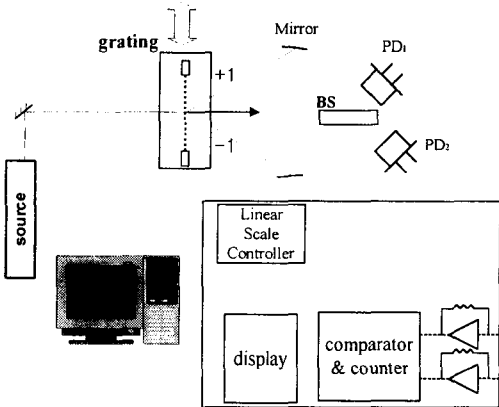 grating
Mirror
+1
PD1
BS
-1
PD2
source
Linear
Scale
Controller
display
comparator
& counter